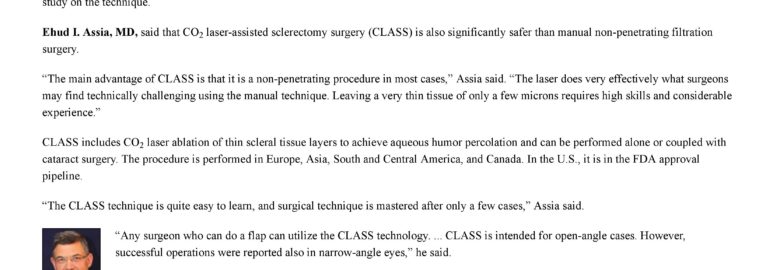 study on the technique.
Ehud I. Assia, MD, said that CO₂ laser-assisted sclerectomy surgery (CLASS) is also significantly safer than manual non-penetrating filtration
surgery.
“The main advantage of CLASS is that it is a non-penetrating procedure in most cases,” Assia said. “The laser does very effectively what surgeons
may find technically challenging using the manual technique. Leaving a very thin tissue of only a few microns requires high skills and considerable
experience.”
CLASS includes CO₂ laser ablation of thin scleral tissue layers to achieve aqueous humor percolation and can be performed alone or coupled with
cataract surgery. The procedure is performed in Europe, Asia, South and Central America, and Canada. In the U.S., it is in the FDA approval
pipeline.
“The CLASS technique is quite easy to learn, and surgical technique is mastered after only a few cases,” Assia said.
“Any surgeon who can do a flap can utilize the CLASS technology. ... CLASS is intended for open-angle cases. However,
successful operations were reported also in narrow-angle eyes,” he said.